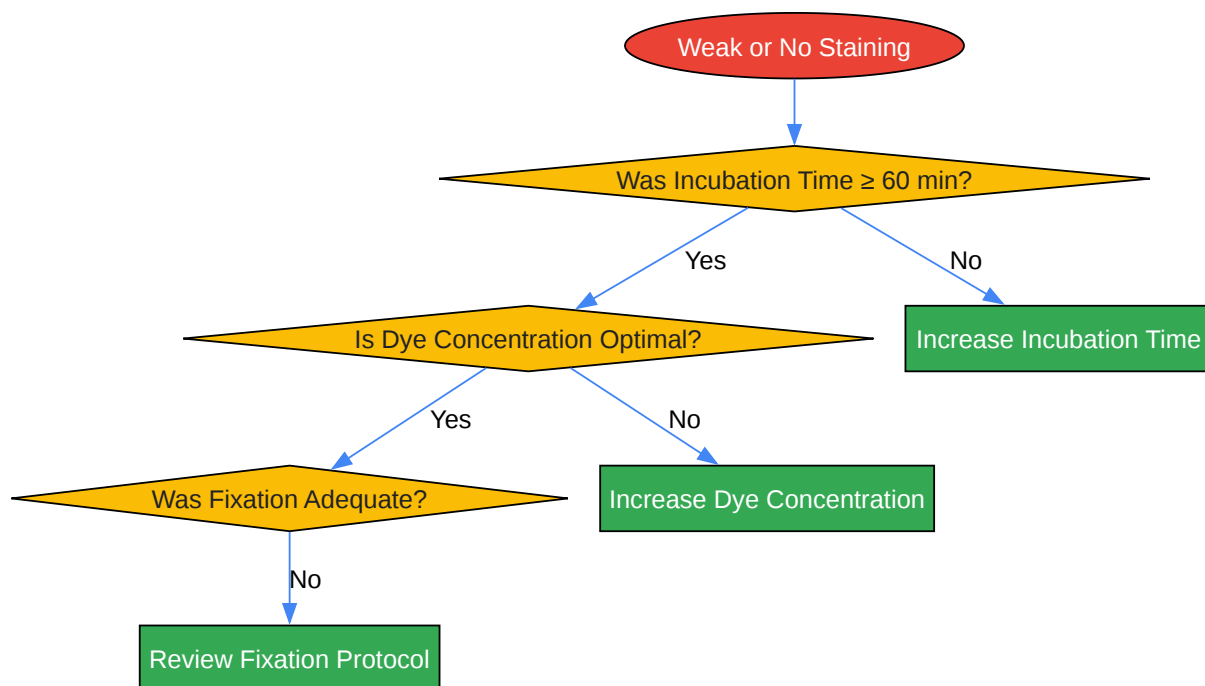 Weak or No Staining
Was Incubation Time ≥ 60 min?
Yes
No
Is Dye Concentration Optimal?
Increase Incubation Time
Yes
No
Was Fixation Adequate?
Increase Dye Concentration
No
Review Fixation Protocol